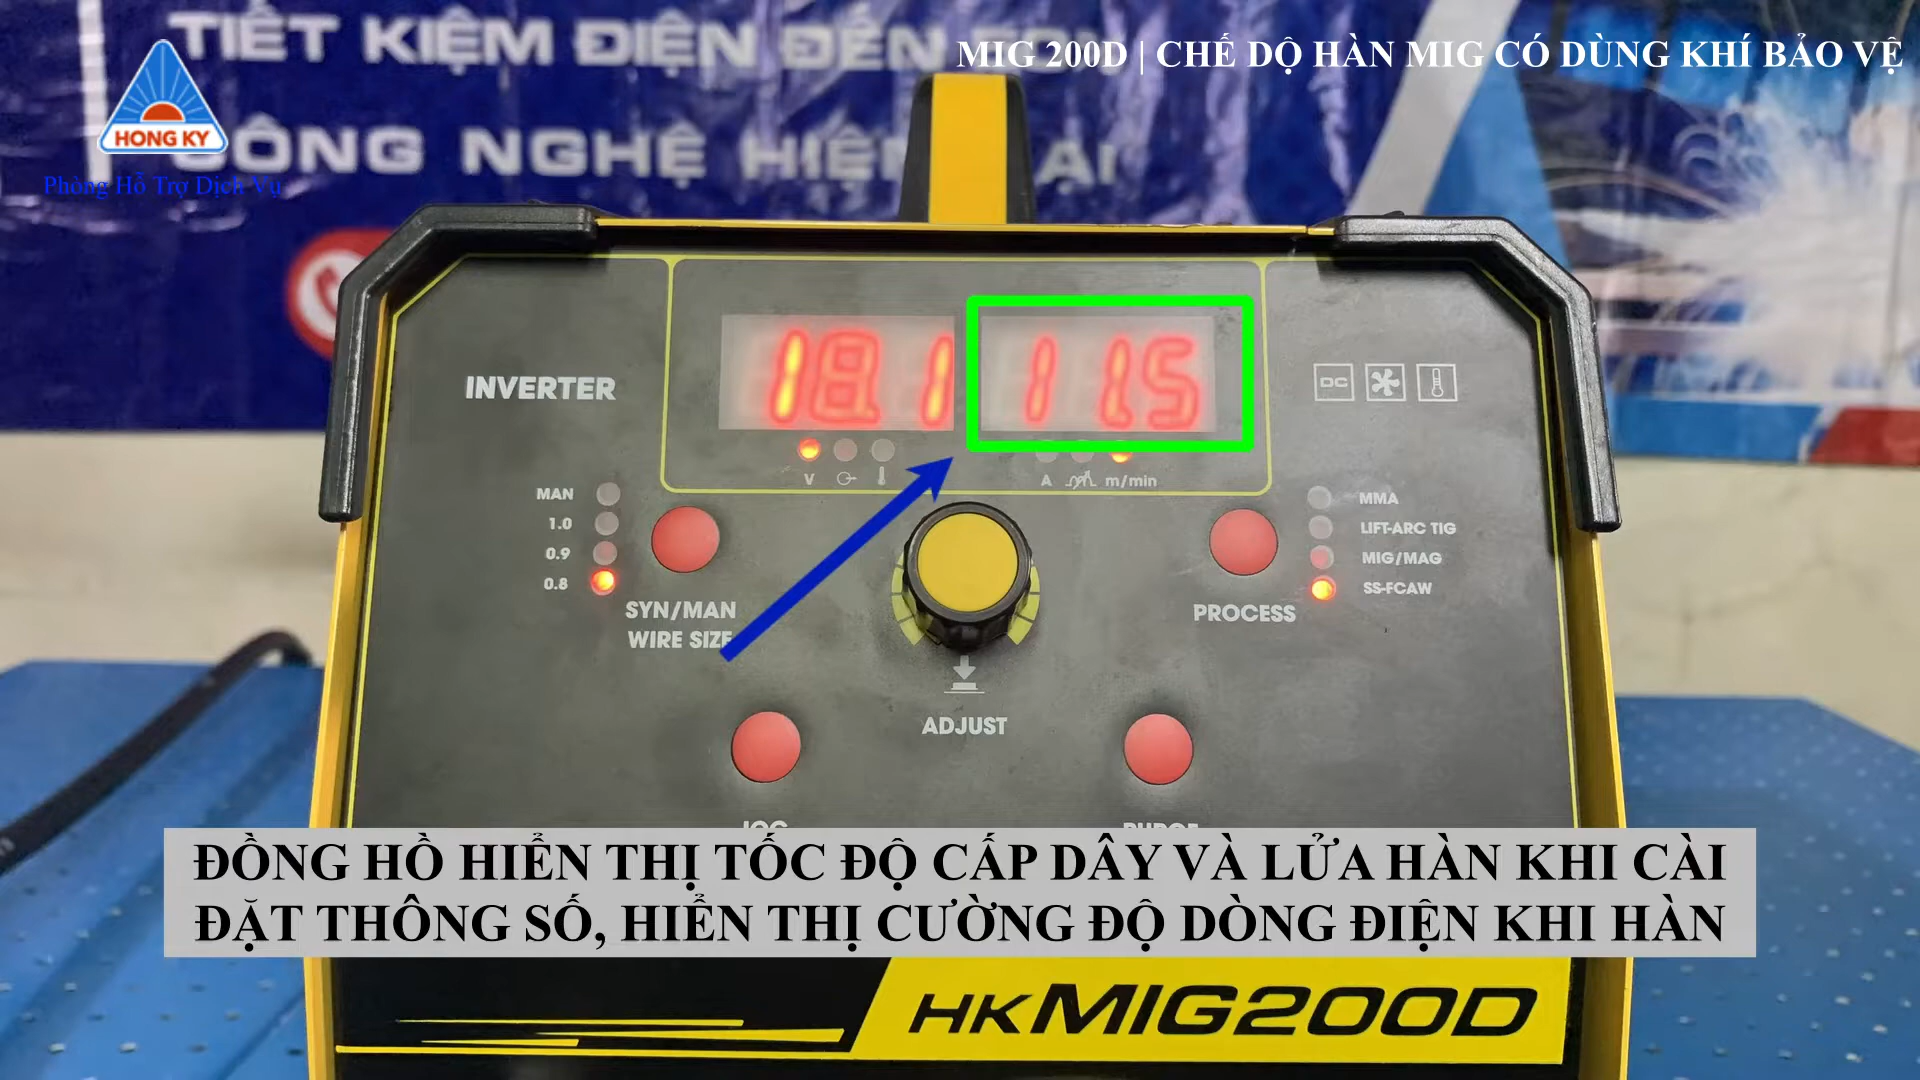 TIẾT KIỆM ĐIỆN ĐẾN
MIG 200D | CHẾ DỘ HÀN MIG CÓ DÙNG KHÍ BẢO VỆ
HONG KY
Phòng Hỗ Trợ Dịch Vụ
CÔNG NGHỆ HIỆN ĐẠI
18.1 11.5
INVERTER
DC
V A m/min
MAN
1.0
0.9
0.8
SYN/MAN
WIRE SIZE
MMA
LIFT-ARC TIG
MIG/MAG
SS-FCAW
PROCESS
ADJUST
ĐỒNG HỒ HIỂN THỊ TỐC ĐỘ CẤP DÂY VÀ LỬA HÀN KHI CÀI
ĐẶT THÔNG SỐ, HIỂN THỊ CƯỜNG ĐỘ DÒNG ĐIỆN KHI HÀN
HKMIG200D